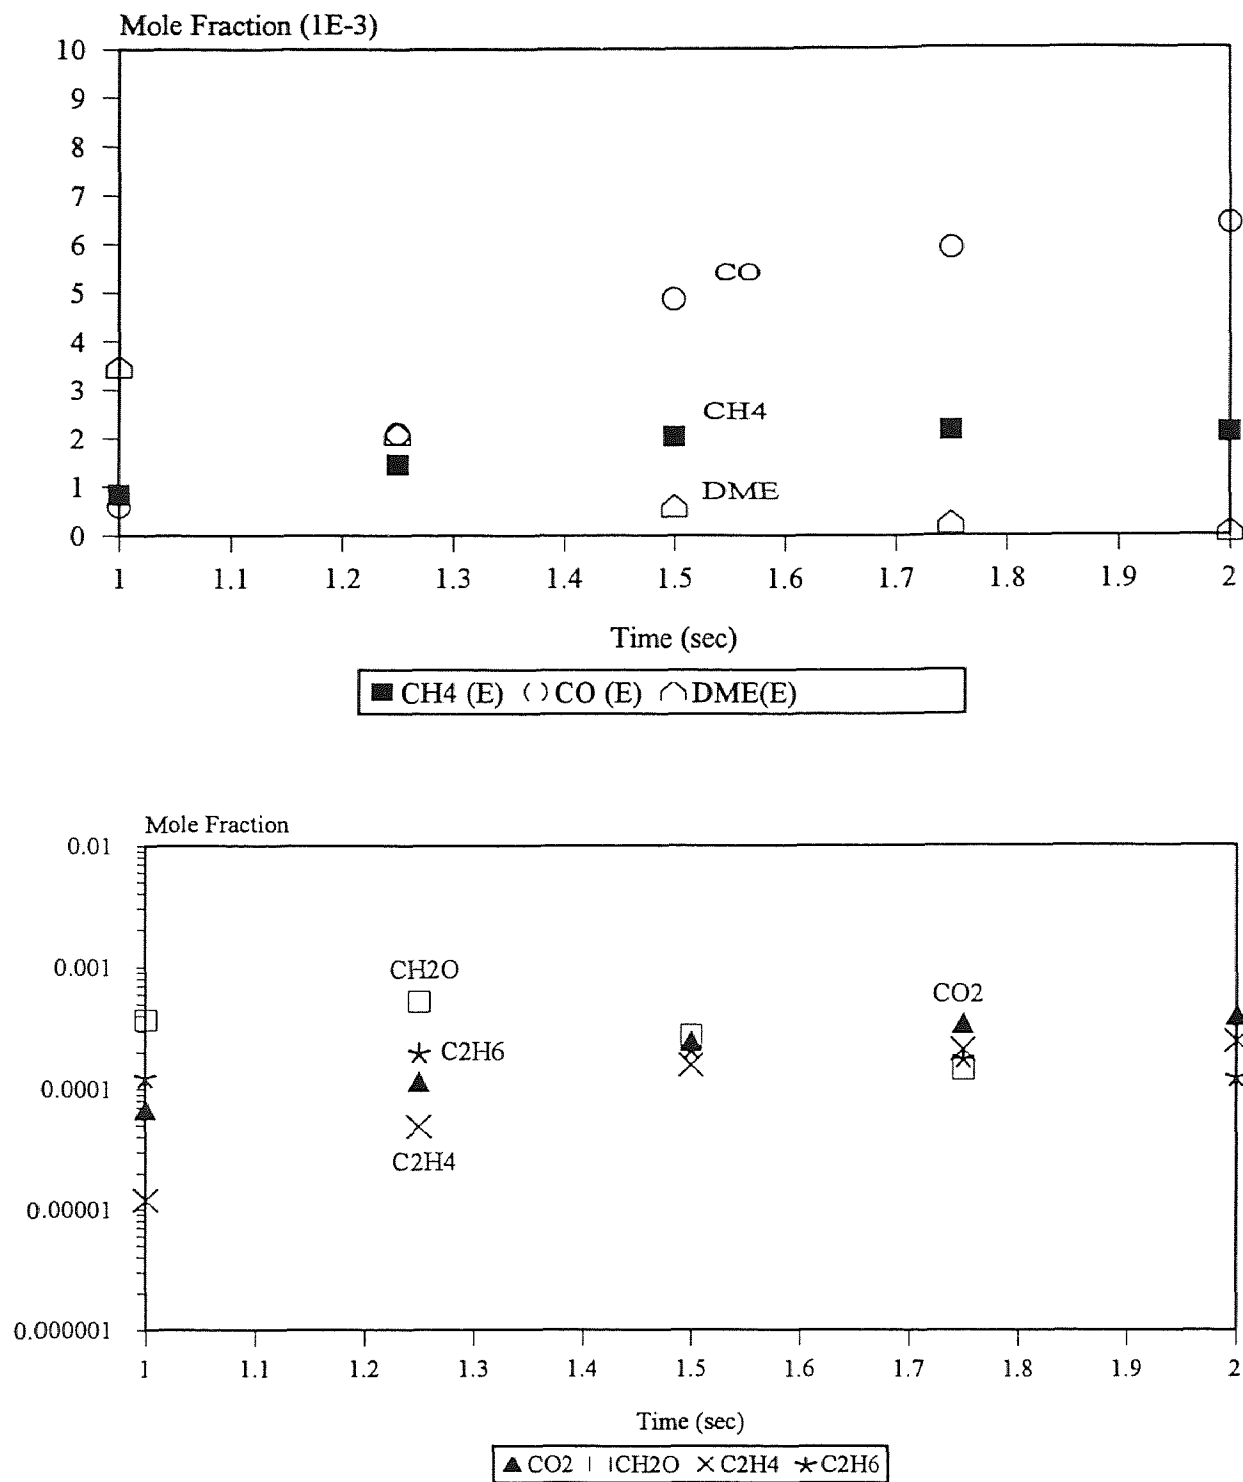 Mole Fraction (1E-3)
10
9
8
7
6
5
4
3
2
1
0
CO
CH4
DME
1 1.1 1.2 1.3 1.4 1.5 1.6 1.7 1.8 1.9 2
Time (sec)
CH4 (E) CO (E) DME(E)
Mole Fraction
0.01
0.001
0.0001
0.00001
0.000001
CH2O
CO2
C2H6
C2H4
1 1.1 1.2 1.3 1.4 1.5 1.6 1.7 1.8 1.9 2
Time (sec)
CO2 CH2O C2H4 C2H6